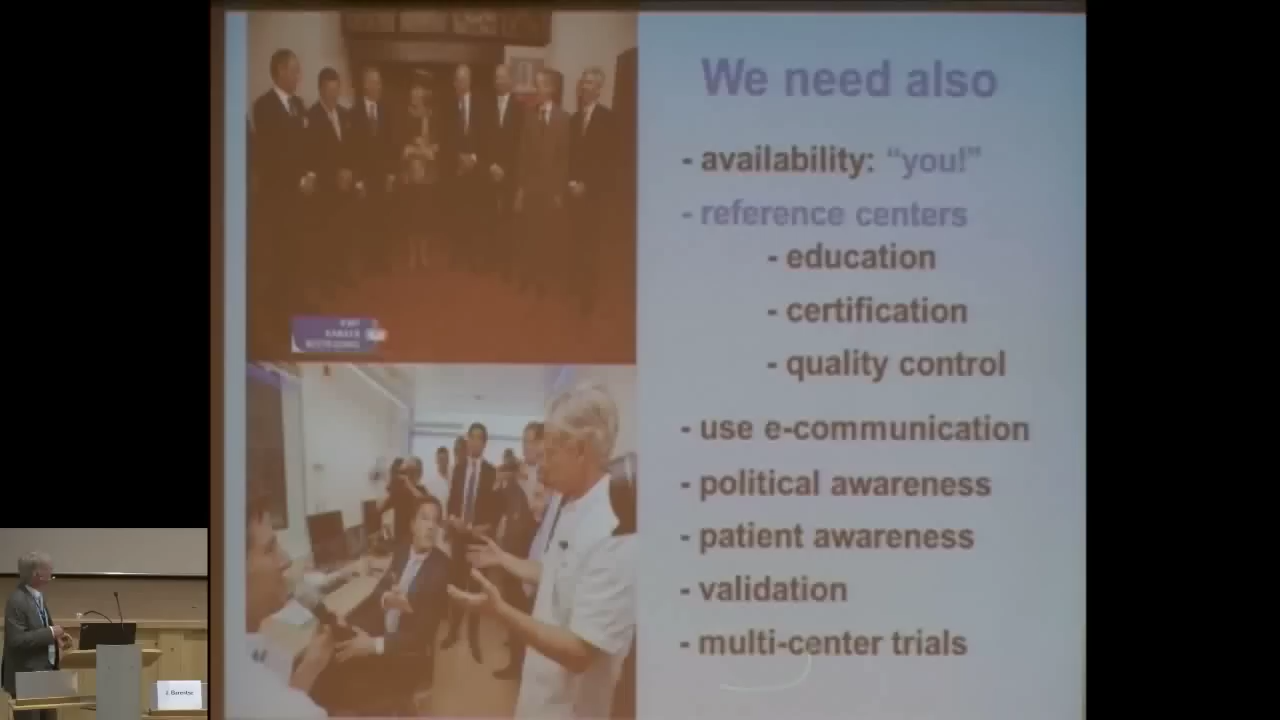 We need also
- availability: “you!”
- reference centers
- education
- certification
- quality control
- use e-communication
- political awareness
- patient awareness
- validation
- multi-center trials